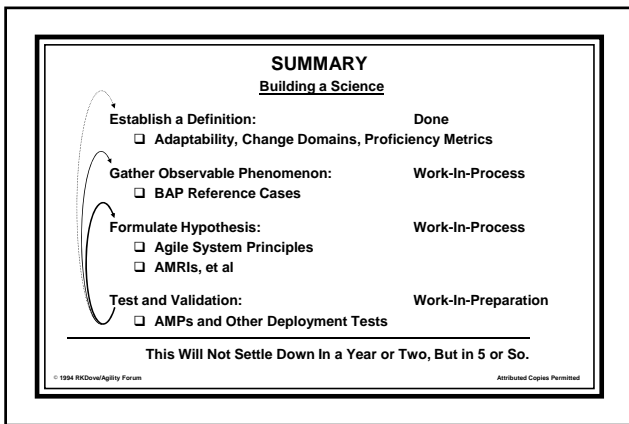 SUMMARY
Building a Science
Establish a Definition: Done
❑ Adaptability, Change Domains, Proficiency Metrics
Gather Observable Phenomenon: Work-In-Process
❑ BAP Reference Cases
Formulate Hypothesis: Work-In-Process
❑ Agile System Principles
❑ AMRIs, et al
Test and Validation: Work-In-Preparation
❑ AMPs and Other Deployment Tests
This Will Not Settle Down In a Year or Two, But in 5 or So.
© 1994 RKDove/Agility Forum Attributed Copies Permitted